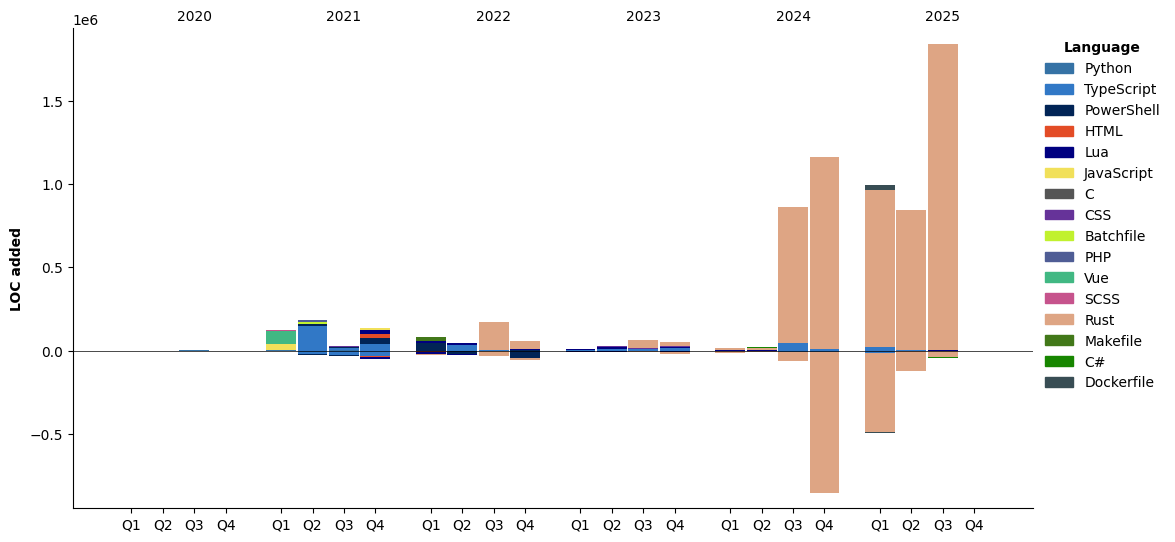 1e6
2020 2021 2022 2023 2024 2025
LOC added
1.5
1.0
0.5
0.0
−0.5
Q1 Q2 Q3 Q4 Q1 Q2 Q3 Q4 Q1 Q2 Q3 Q4 Q1 Q2 Q3 Q4 Q1 Q2 Q3 Q4 Q1 Q2 Q3 Q4
Language
Python
TypeScript
PowerShell
HTML
Lua
JavaScript
C
CSS
Batchfile
PHP
Vue
SCSS
Rust
Makefile
C#
Dockerfile